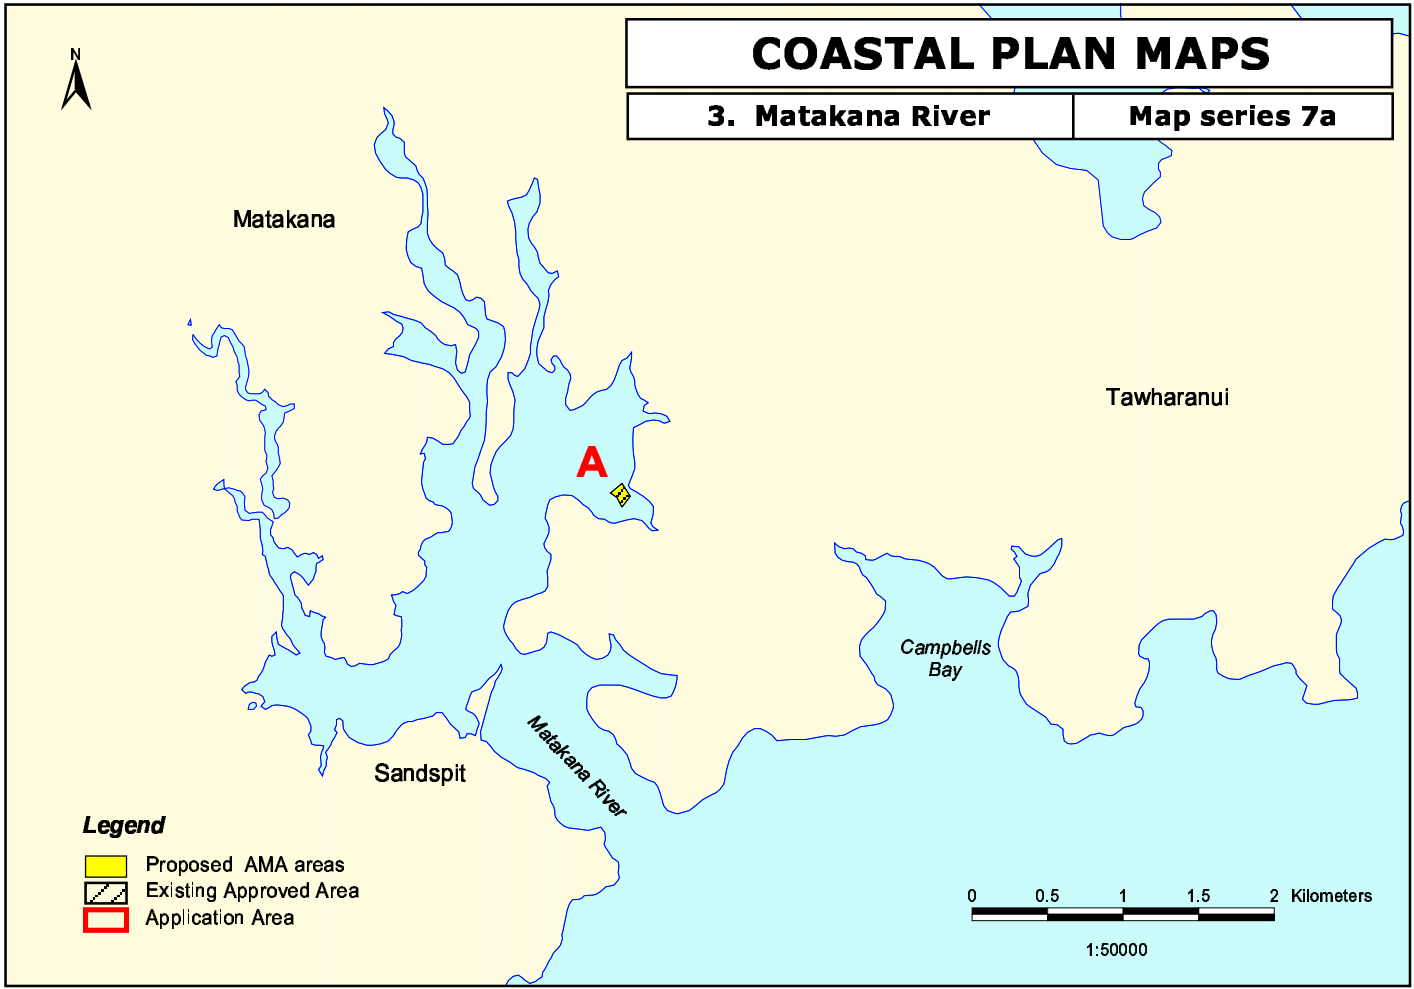 COASTAL PLAN MAPS
3. Matakana River
Map series 7a
N
Matakana
Tawharanui
A
Campbells
Bay
Matakana River
Sandspit
Legend
Proposed AMA areas
Existing Approved Area
Application Area
0 0.5 1 1.5 2 Kilometers
1:50000